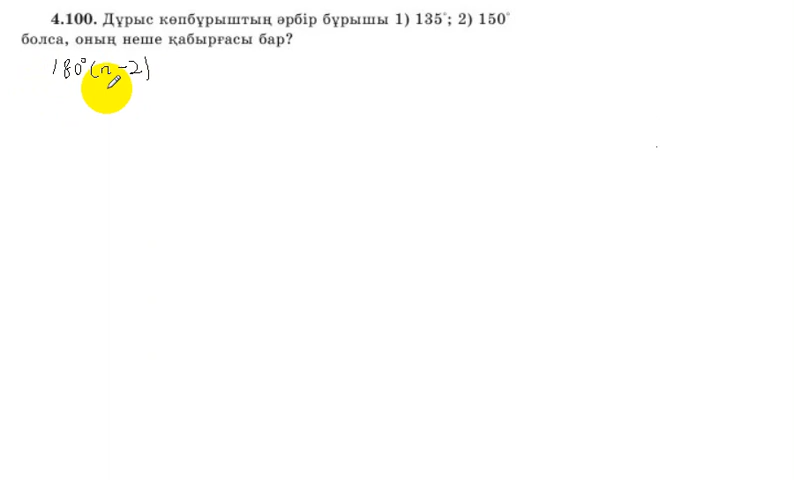 4.100. Дұрыс көпбұрыштың әрбір бұрышы 1) 135°; 2) 150°
болса, оның неше қабырғасы бар?
180°(n-2)